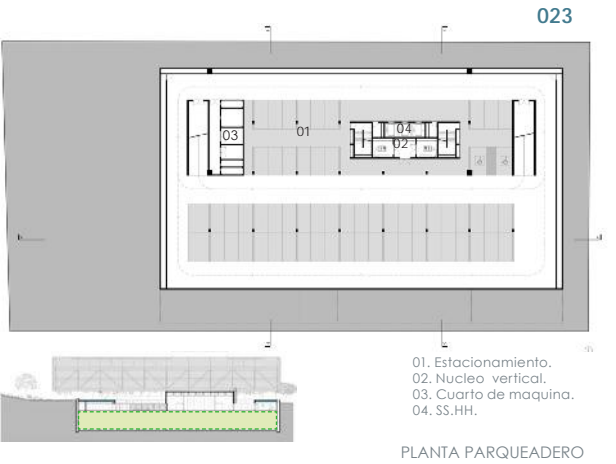 023
03
01
04
02
01. Estacionamiento.
02. Nucleo vertical.
03. Cuarto de maquina.
04. SS.HH.
PLANTA PARQUEADERO